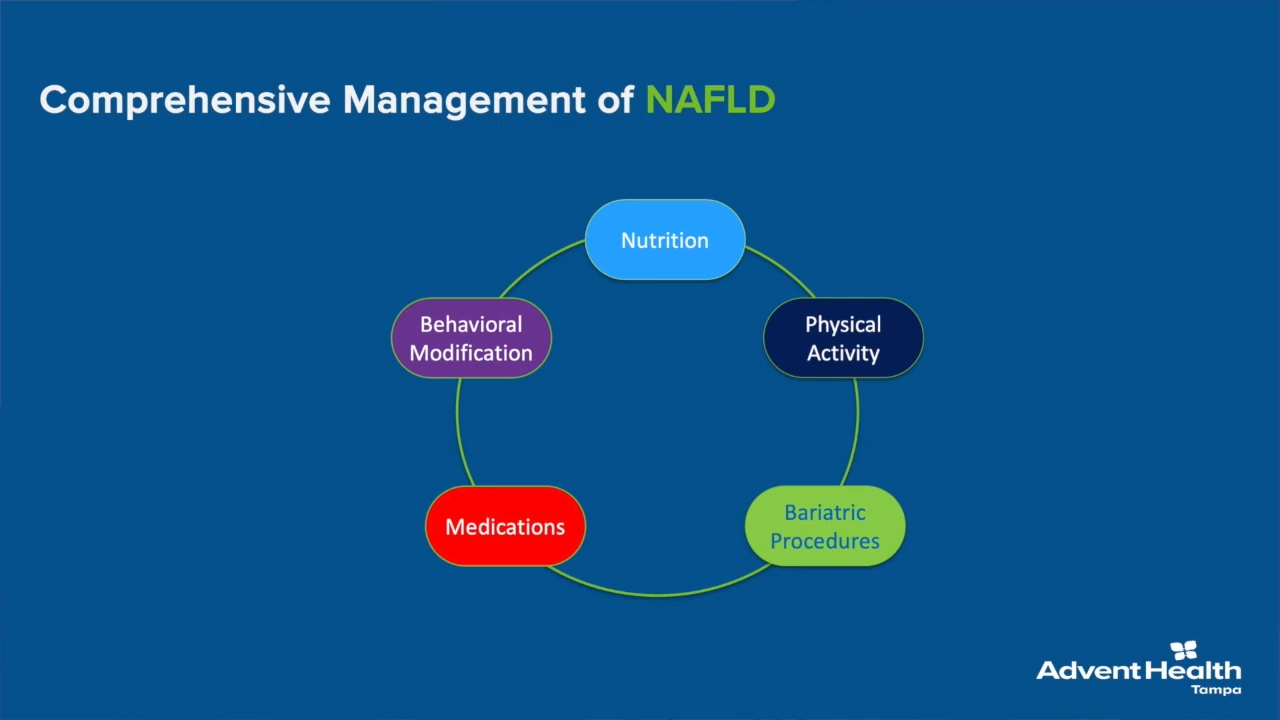 Comprehensive Management of NAFLD
Nutrition
Behavioral
Modification
Physical
Activity
Medications
Bariatric
Procedures
AdventHealth
Tampa